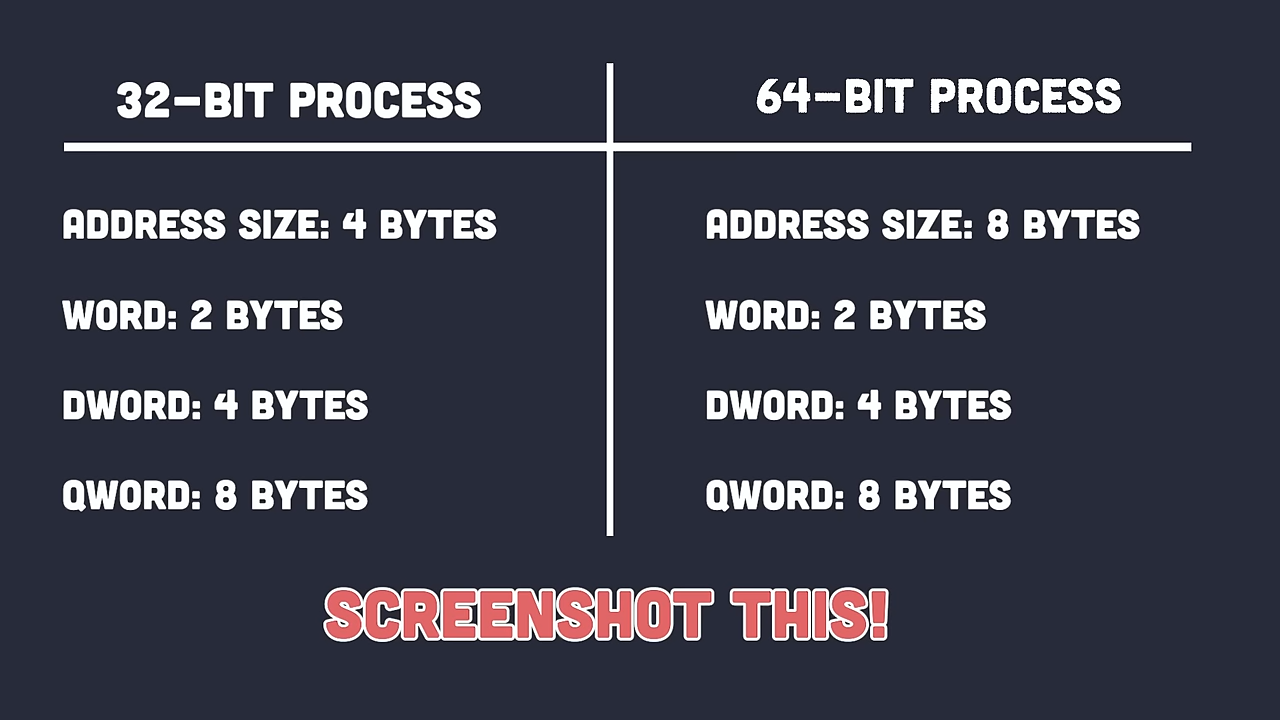 32-BIT PROCESS
64-BIT PROCESS
ADDRESS SIZE: 4 BYTES
ADDRESS SIZE: 8 BYTES
WORD: 2 BYTES
WORD: 2 BYTES
DWORD: 4 BYTES
DWORD: 4 BYTES
QWORD: 8 BYTES
QWORD: 8 BYTES
SCREENSHOT THIS!